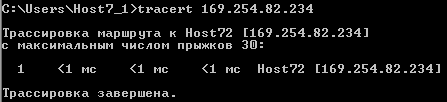 C:\Users\Host7_1>tracert 169.254.82.234
Трассировка маршрута к Host72 [169.254.82.234]
с максимальным числом прыжков 30:
1 <1 мс <1 мс <1 мс Host72 [169.254.82.234]
Трассировка завершена.